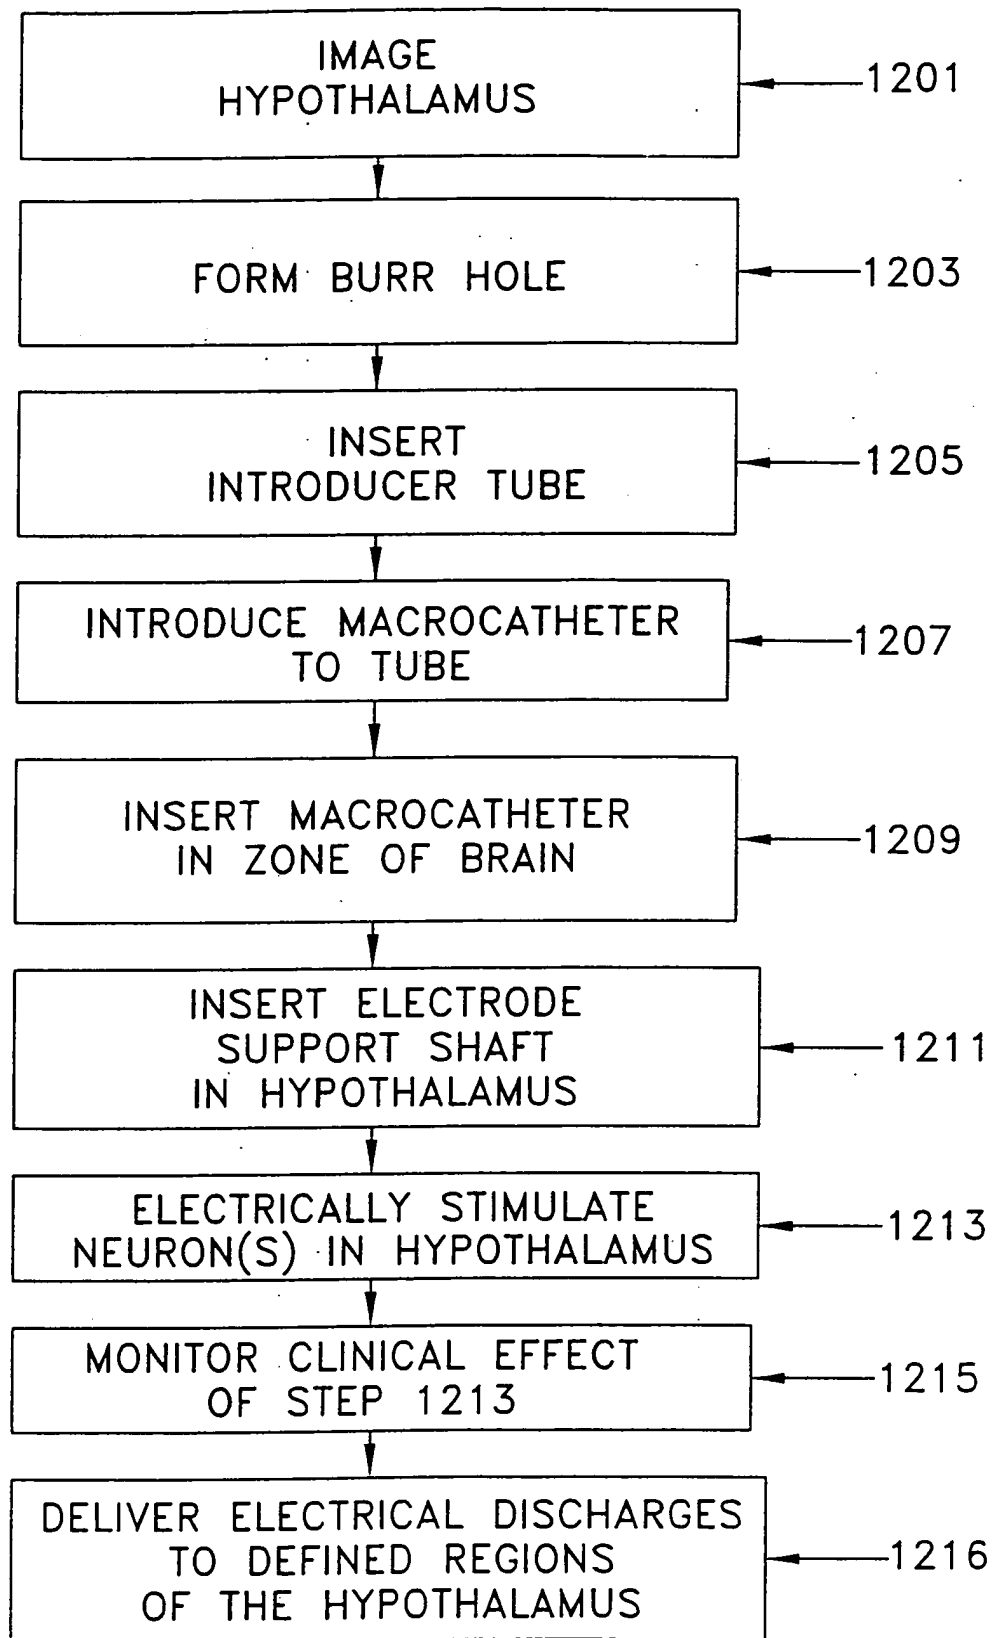 IMAGE
HYPOTHALAMUS
1201
FORM BURR HOLE
1203
INSERT
INTRODUCER TUBE
1205
INTRODUCE MACROCATHETER
TO TUBE
1207
INSERT MACROCATHETER
IN ZONE OF BRAIN
1209
INSERT ELECTRODE
SUPPORT SHAFT
IN HYPOTHALAMUS
1211
ELECTRICALLY STIMULATE
NEURON(S) IN HYPOTHALAMUS
1213
MONITOR CLINICAL EFFECT
OF STEP 1213
1215
DELIVER ELECTRICAL DISCHARGES
TO DEFINED REGIONS
OF THE HYPOTHALAMUS
1216